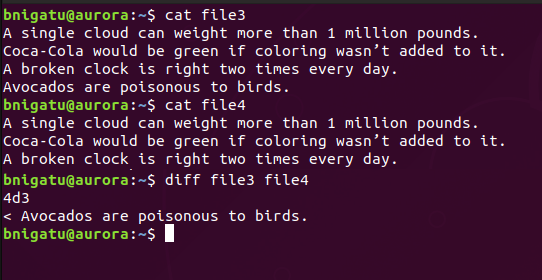 bnigatu@aurora:~$ cat file3
A single cloud can weight more than 1 million pounds.
Coca-Cola would be green if coloring wasn’t added to it.
A broken clock is right two times every day.
Avocados are poisonous to birds.
bnigatu@aurora:~$ cat file4
A single cloud can weight more than 1 million pounds.
Coca-Cola would be green if coloring wasn’t added to it.
A broken clock is right two times every day.
bnigatu@aurora:~$ diff file3 file4
4d3
< Avocados are poisonous to birds.
bnigatu@aurora:~$